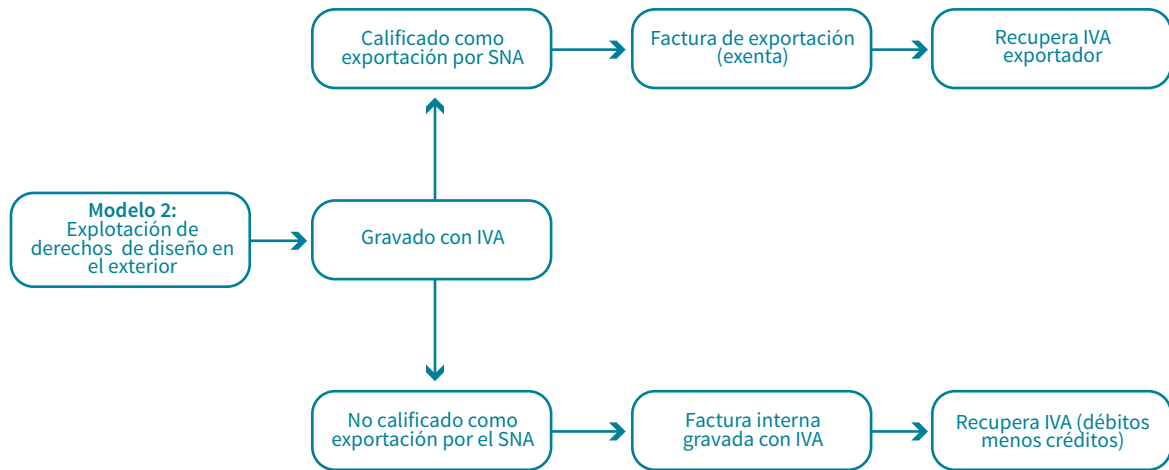 Calificado como
exportación por SNA
Factura de exportación
(exenta)
Recupera IVA
exportador
Modelo 2:
Explotación de
derechos de diseño en
el exterior
Gravado con IVA
No calificado como
exportación por el SNA
Factura interna
gravada con IVA
Recupera IVA (débitos
menos créditos)